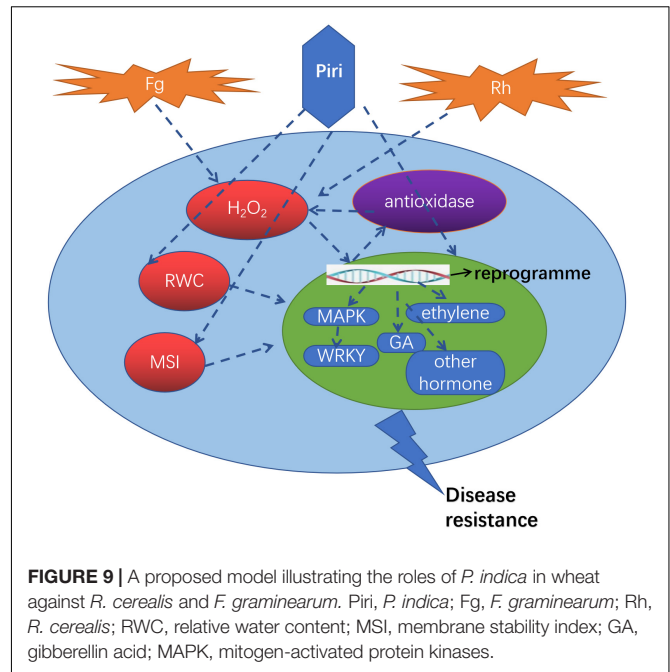 Fg
Piri
Rh
H₂O₂
antioxidase
RWC
reprogramme
MAPK
ethylene
MSI
WRKY
GA
other
hormone
Disease
resistance
FIGURE 9 | A proposed model illustrating the roles of P. indica in wheat
against R. cerealis and F. graminearum. Piri, P. indica; Fg, F. graminearum; Rh,
R. cerealis; RWC, relative water content; MSI, membrane stability index; GA,
gibberellin acid; MAPK, mitogen-activated protein kinases.